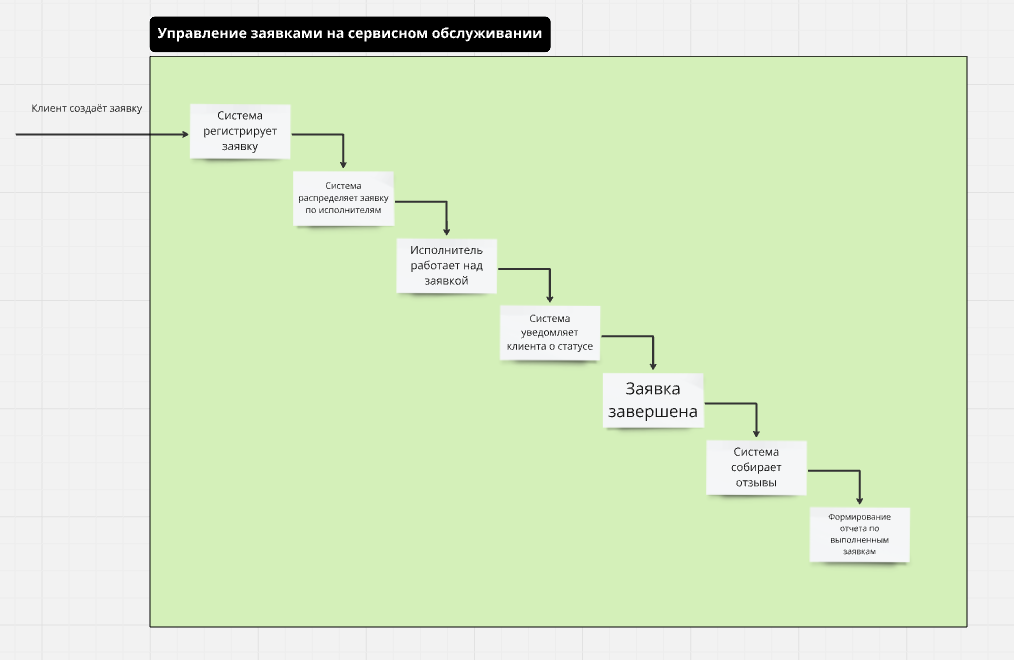 Управление заявками на сервисном обслуживании
Клиент создаёт заявку
Система
регистрирует
заявку
Система
распределяет заявку
по исполнителям
Исполнитель
работает над
заявкой
Система
уведомляет
клиента о статусе
Заявка
завершена
Система
собирает
отзывы
Формирование
отчета по
выполненным
заявкам